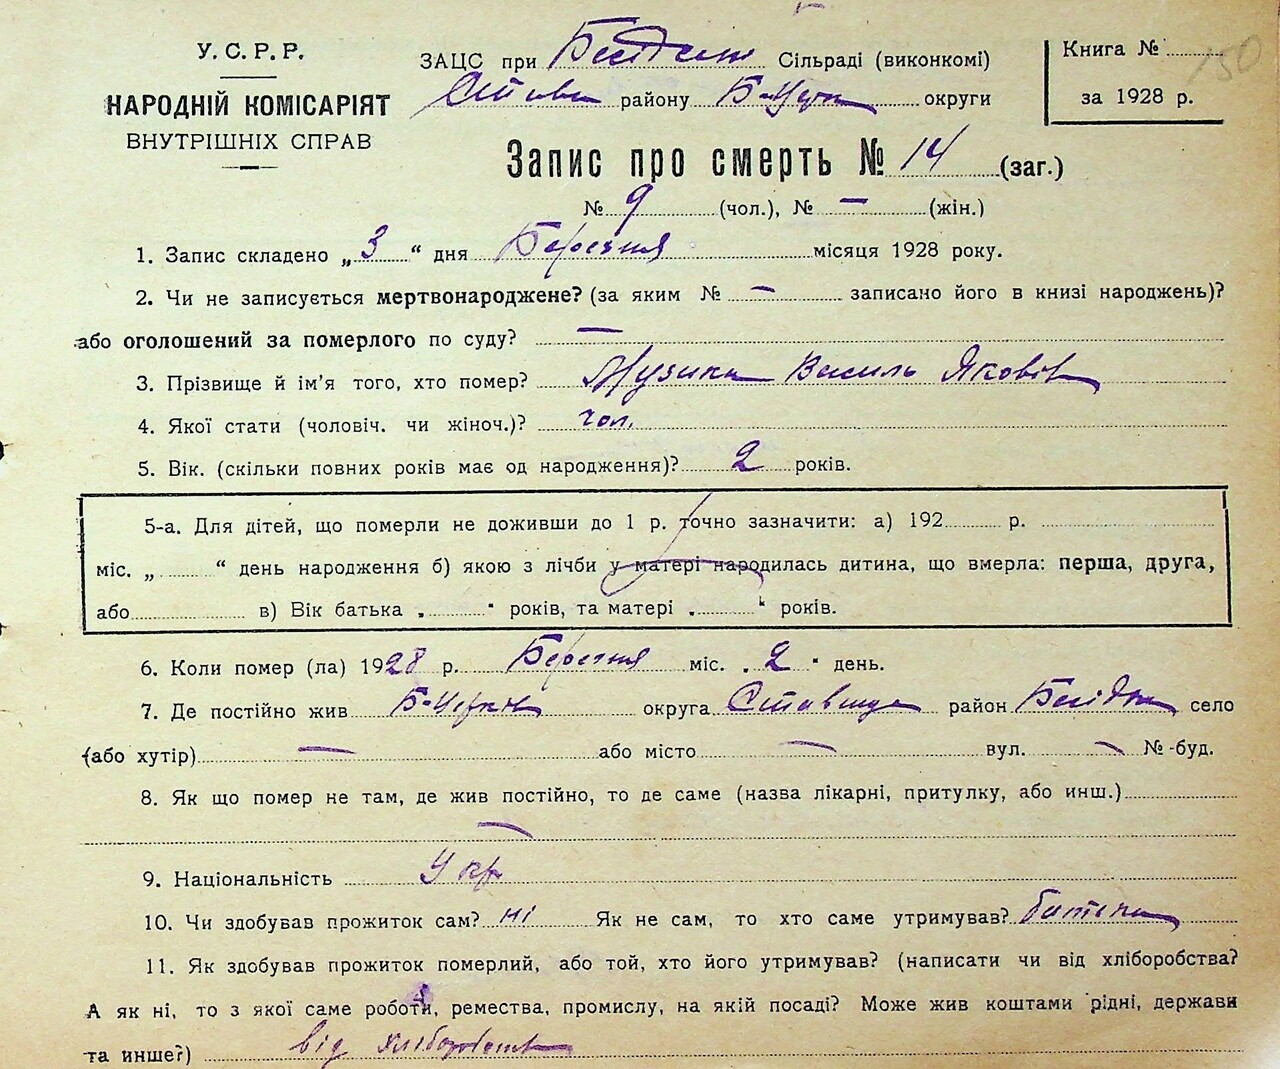 150
У. С. Р. Р.
НАРОДНІЙ КОМІСАРІЯТ
ВНУТРІШНІХ СПРАВ
ЗАЦС при Сільраді (виконкомі)
району Б-Церк округи
Книга №
за 1928 р.
Запис про смерть № 14 (заг.)
№ 9 (чол.), № — (жін.)
1. Запис складено „3" дня Березня місяця 1928 року.
2. Чи не записується мертвонароджене? (за яким № — записано його в книзі народжень)?
або оголошений за померлого по суду? —
3. Прізвище й ім'я того, хто помер? Музика Василь Яковів
4. Якої стати (чоловіч. чи жіноч.)? чол.
5. Вік. (скільки повних років має од народження)? 2 років.
5-а. Для дітей, що померли не доживши до 1 р. точно зазначити: а) 192 р.
міс. „ " день народження б) якою з лічби у матері народилась дитина, що вмерла: перша, друга,
або в) Вік батька „ " років, та матері „ " років.
6. Коли помер (ла) 1928 р. Березня міс. „2" день.
7. Де постійно жив Б-Церків округа район село
(або хутір) — або місто — вул. — № буд.
8. Як що помер не там, де жив постійно, то де саме (назва лікарні, притулку, або инш.)
—
9. Національність Укр
10. Чи здобував прожиток сам? ні Як не сам, то хто саме утримував? батьки
11. Як здобував прожиток померлий, або той, хто його утримував? (написати чи від хліборобства?
А як ні, то з якої саме роботи, ремества, промислу, на якій посаді? Може жив коштами рідні, держави
та инше?) від хліборобства